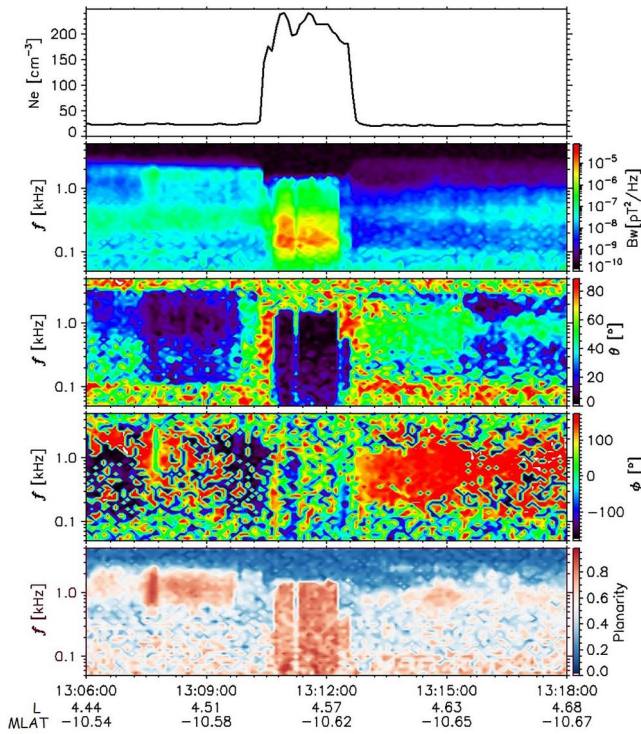 200
150
100
50
0
Ne [cm⁻³]
1.0
0.1
f [kHz]
10⁻⁵
10⁻⁶
10⁻⁷
10⁻⁸
10⁻⁹
10⁻¹⁰
Bw[pT²/Hz]
1.0
0.1
f [kHz]
80
60
40
20
0
θ [°]
1.0
0.1
f [kHz]
100
0
−100
φ [°]
1.0
0.1
f [kHz]
0.8
0.6
0.4
0.2
0.0
Planarity
13:06:00 13:09:00 13:12:00 13:15:00 13:18:00
L 4.44 4.51 4.57 4.63 4.68
MLAT −10.54 −10.58 −10.62 −10.65 −10.67